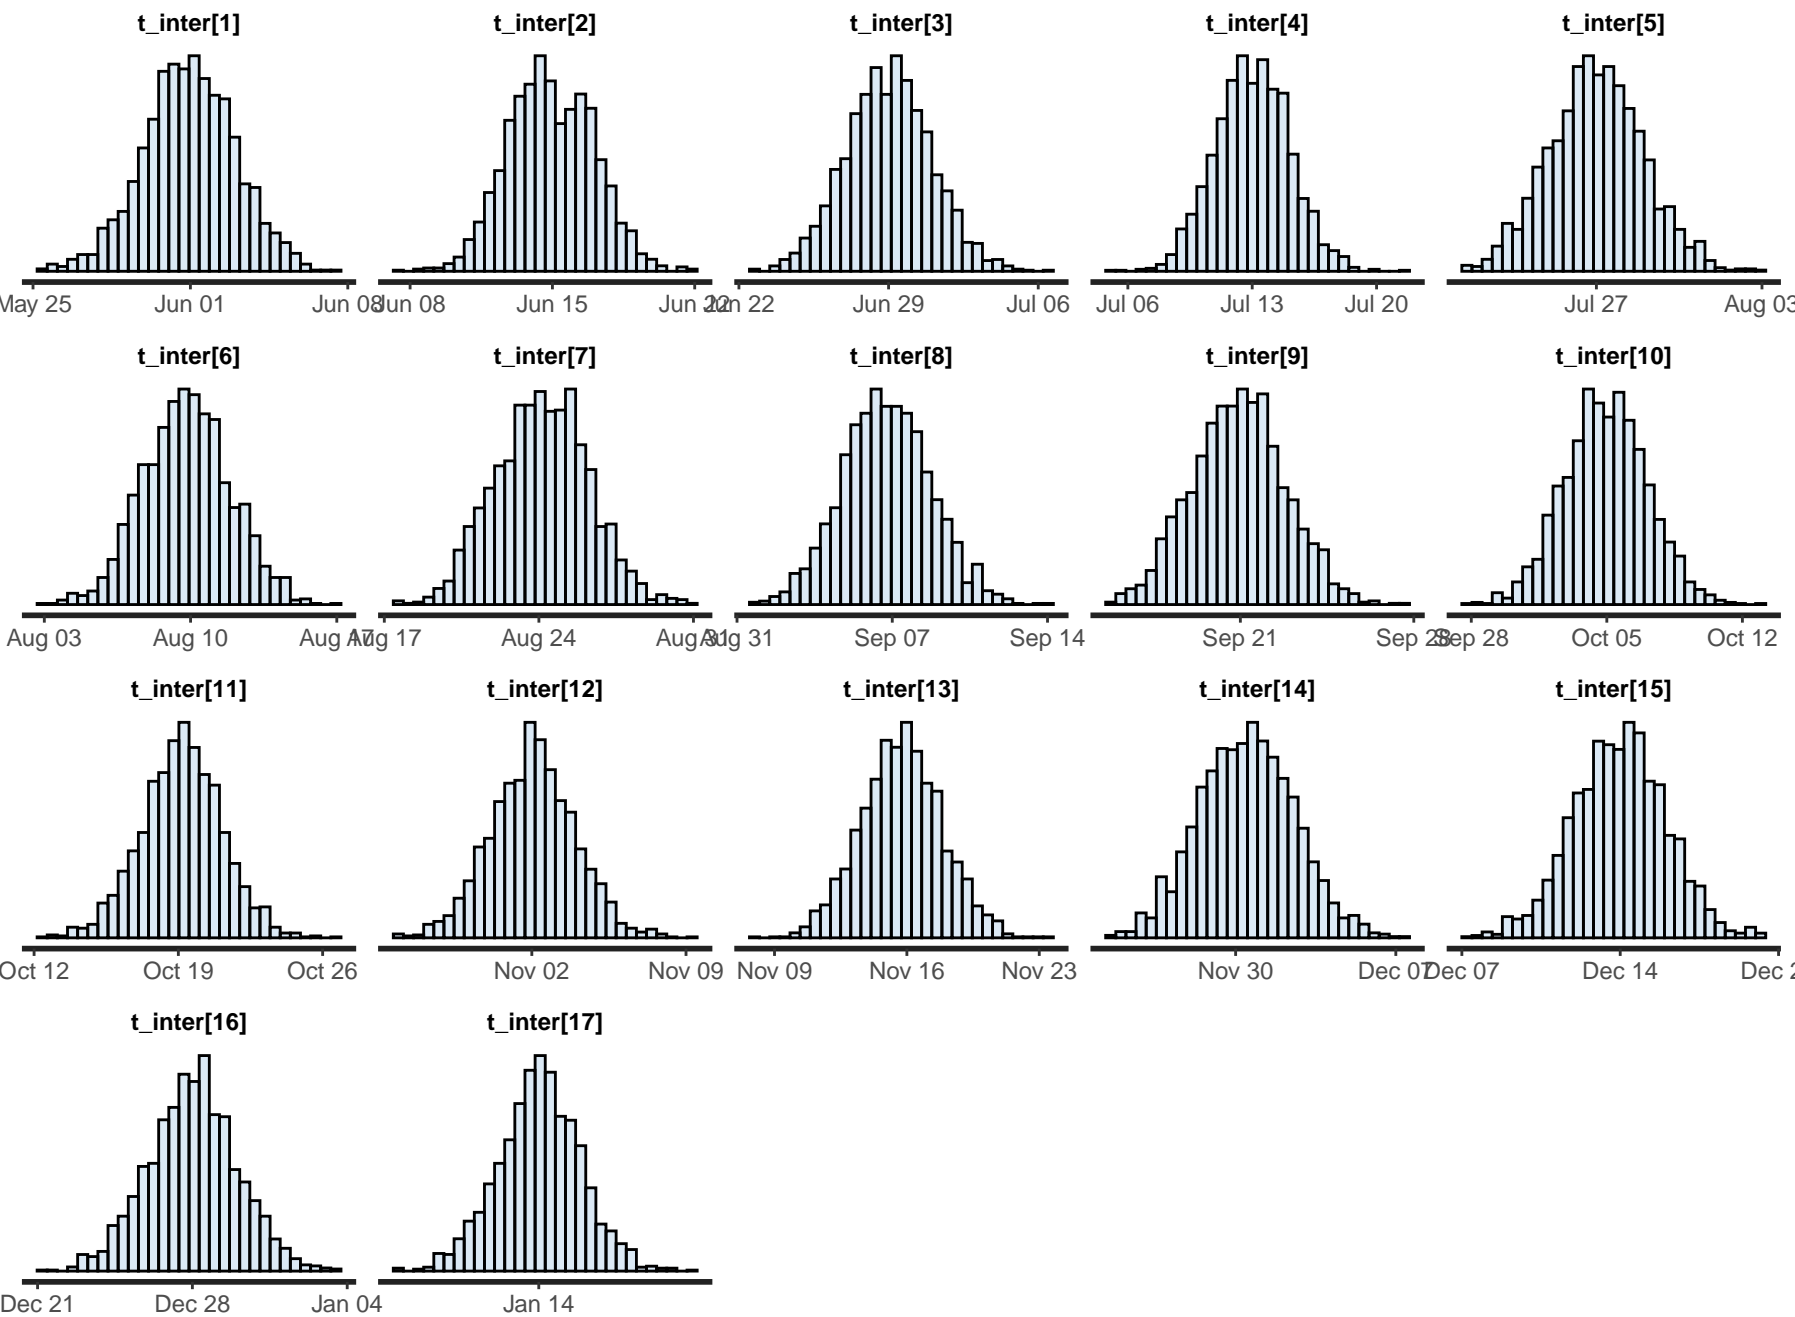 t_inter[1] t_inter[2] t_inter[3] t_inter[4] t_inter[5]
May 25 Jun 01 Jun 08 Jun 08 Jun 15 Jun 22 Jun 22 Jun 29 Jul 06 Jul 06 Jul 13 Jul 20 Jul 27 Aug 03
t_inter[6] t_inter[7] t_inter[8] t_inter[9] t_inter[10]
Aug 03 Aug 10 Aug 17 Aug 17 Aug 24 Aug 31 Aug 31 Sep 07 Sep 14 Sep 21 Sep 28 Sep 28 Oct 05 Oct 12
t_inter[11] t_inter[12] t_inter[13] t_inter[14] t_inter[15]
Oct 12 Oct 19 Oct 26 Nov 02 Nov 09 Nov 09 Nov 16 Nov 23 Nov 30 Dec 07 Dec 07 Dec 14 Dec 2
t_inter[16] t_inter[17]
Dec 21 Dec 28 Jan 04 Jan 14